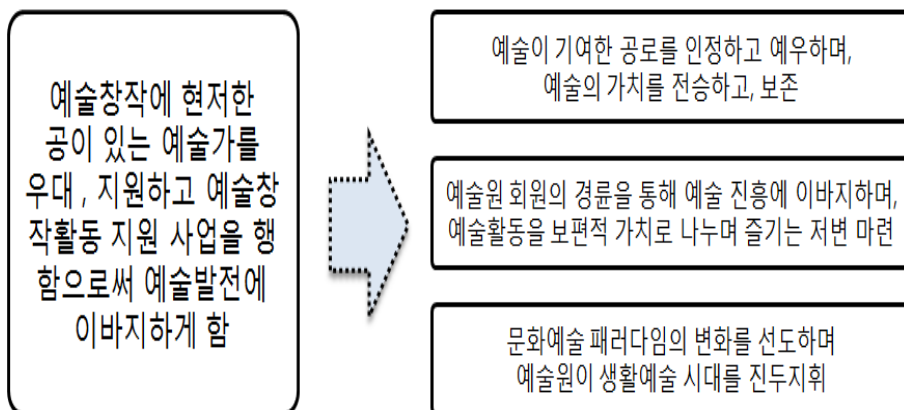 예술창작에 현저한
공이 있는 예술가를
우대 , 지원하고 예술창
작활동 지원 사업을 행
함으로써 예술발전에
이바지하게 함
예술이 기여한 공로를 인정하고 예우하며,
예술의 가치를 전승하고, 보존
예술원 회원의 경륜을 통해 예술 진흥에 이바지하며,
예술활동을 보편적 가치로 나누며 즐기는 저변 마련
문화예술 패러다임의 변화를 선도하며
예술원이 생활예술 시대를 진두지휘